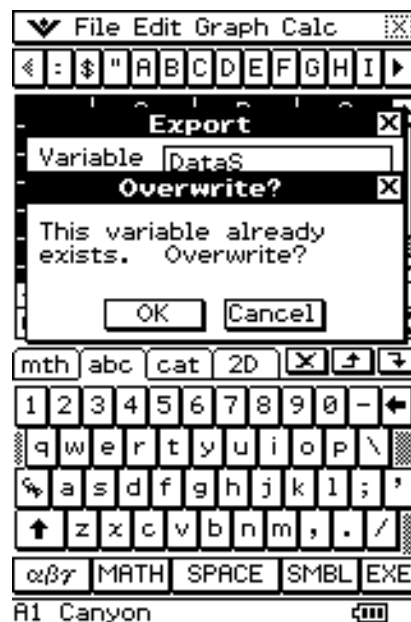 File Edit Graph Calc
: $ " A B C D E F G H I
Export
Variable DataS
Overwrite?
This variable already
exists. Overwrite?
OK Cancel
mth abc cat 2D
1 2 3 4 5 6 7 8 9 0 -
q w e r t y u i o p \
a s d f g h j k l ; '
z x c v b n m , . /
αβγ MATH SPACE SMBL EXE
A1 Canyon